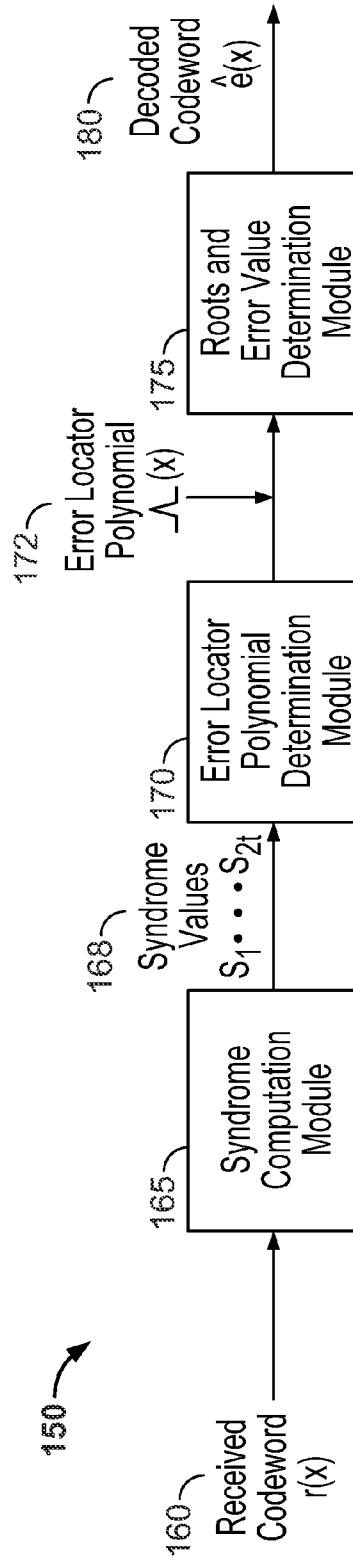 150
160
Received
Codeword
r(x)
165
Syndrome
Computation
Module
168
Syndrome
Values
S1 • • • S2t
170
Error Locator
Polynomial
Determination
Module
172
Error Locator
Polynomial
Λ(x)
175
Roots and
Error Value
Determination
Module
180
Decoded
Codeword
ê(x)